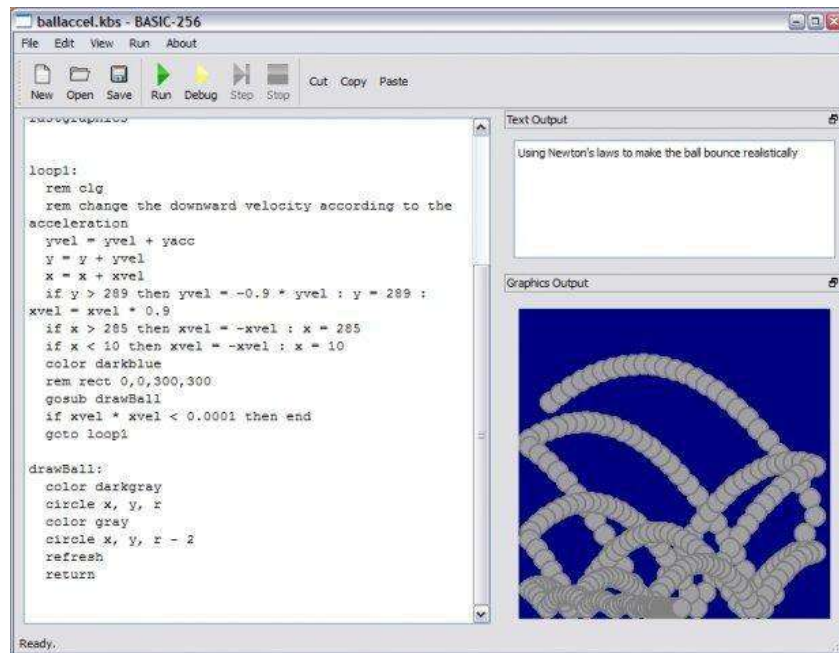 ballaccel.kbs - BASIC-256
File Edit View Run About
New Open Save Run Debug Step Stop Cut Copy Paste
fastgraphics
loop1:
rem clg
rem change the downward velocity according to the
acceleration
yvel = yvel + yacc
y = y + yvel
x = x + xvel
if y > 289 then yvel = -0.9 * yvel : y = 289 :
xvel = xvel * 0.9
if x > 285 then xvel = -xvel : x = 285
if x < 10 then xvel = -xvel : x = 10
color darkblue
rem rect 0,0,300,300
gosub drawBall
if xvel * xvel < 0.0001 then end
goto loop1
drawBall:
color darkgray
circle x, y, r
color gray
circle x, y, r - 2
refresh
return
Text Output
Using Newton's laws to make the ball bounce realistically
Graphics Output
Ready.